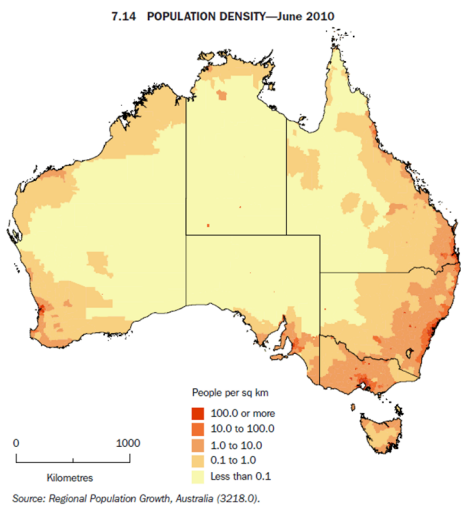 7.14 POPULATION DENSITY—June 2010
People per sq km
100.0 or more
10.0 to 100.0
1.0 to 10.0
0.1 to 1.0
Less than 0.1
0 1000
Kilometres
Source: Regional Population Growth, Australia (3218.0).